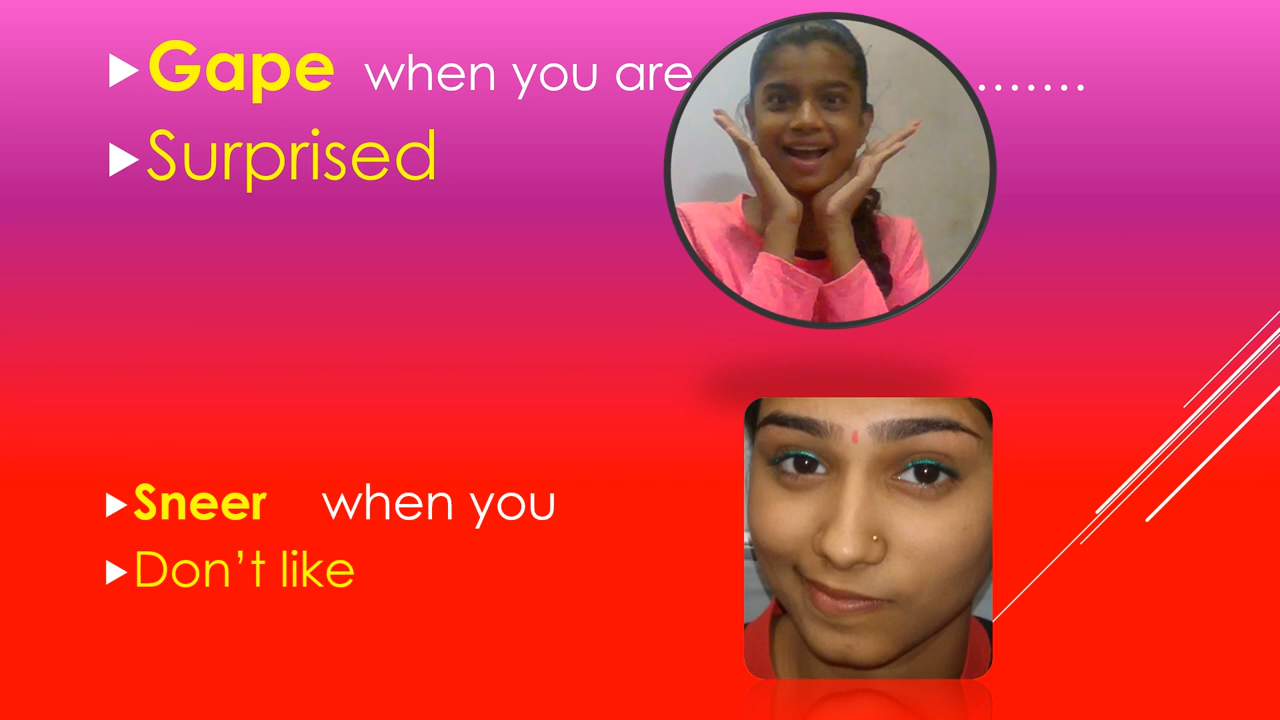 Gape when you are .......
Surprised
Sneer when you
Don’t like